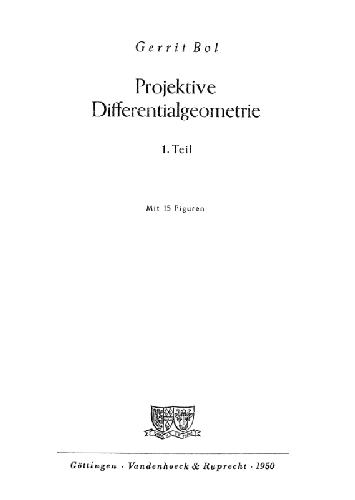 Gerrit Bol
Projektive
Differentialgeometrie
1. Teil
Mit 15 Figuren
Göttingen · Vandenhoeck & Ruprecht · 1950